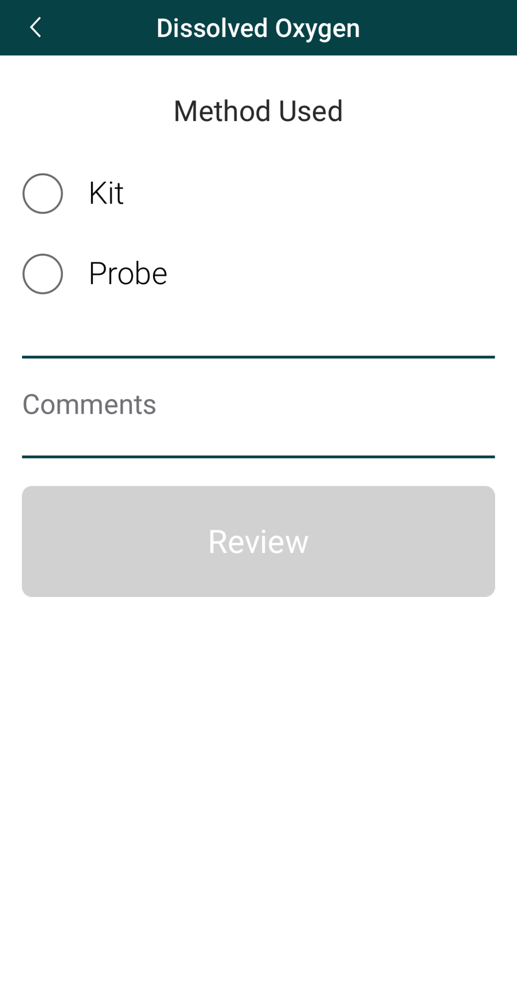 Dissolved Oxygen
Method Used
Kit
Probe
Comments
Review